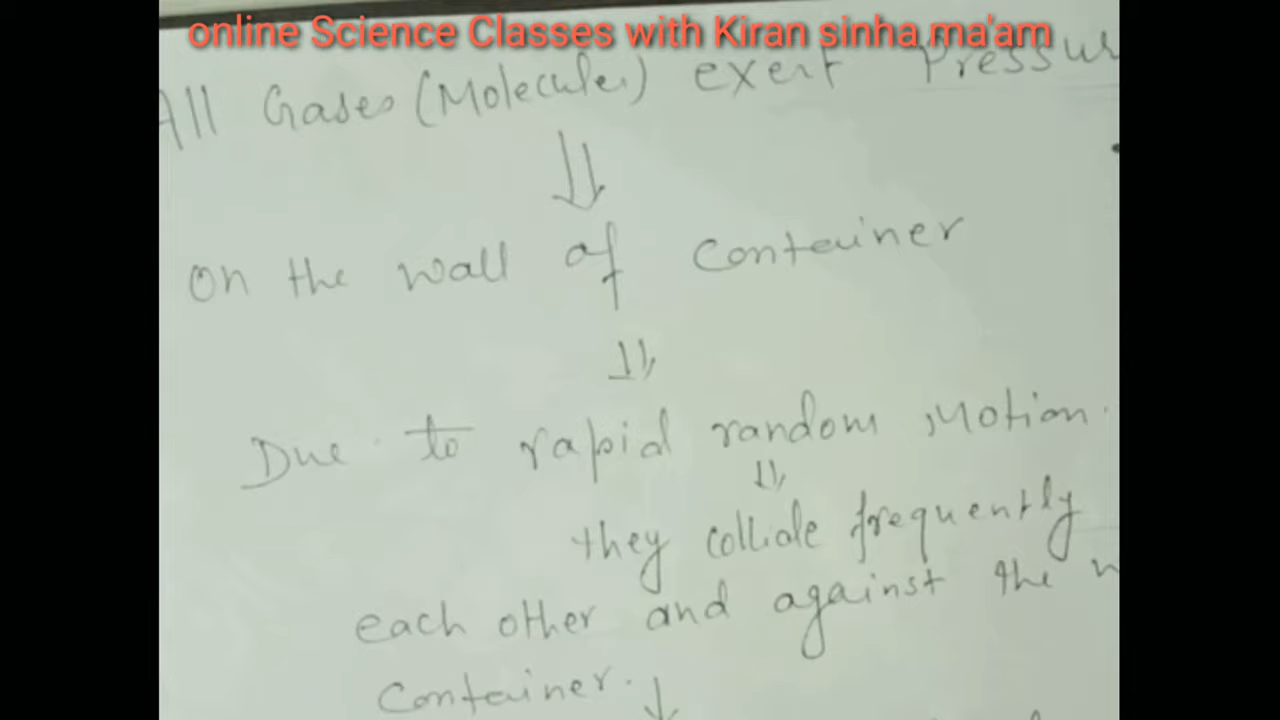 online Science Classes with Kiran sinha ma'am
All Gases (Molecules) exert Pressur
on the wall of Container
Due to rapid random Motion.
they collide frequently
each other and against the w
Container.